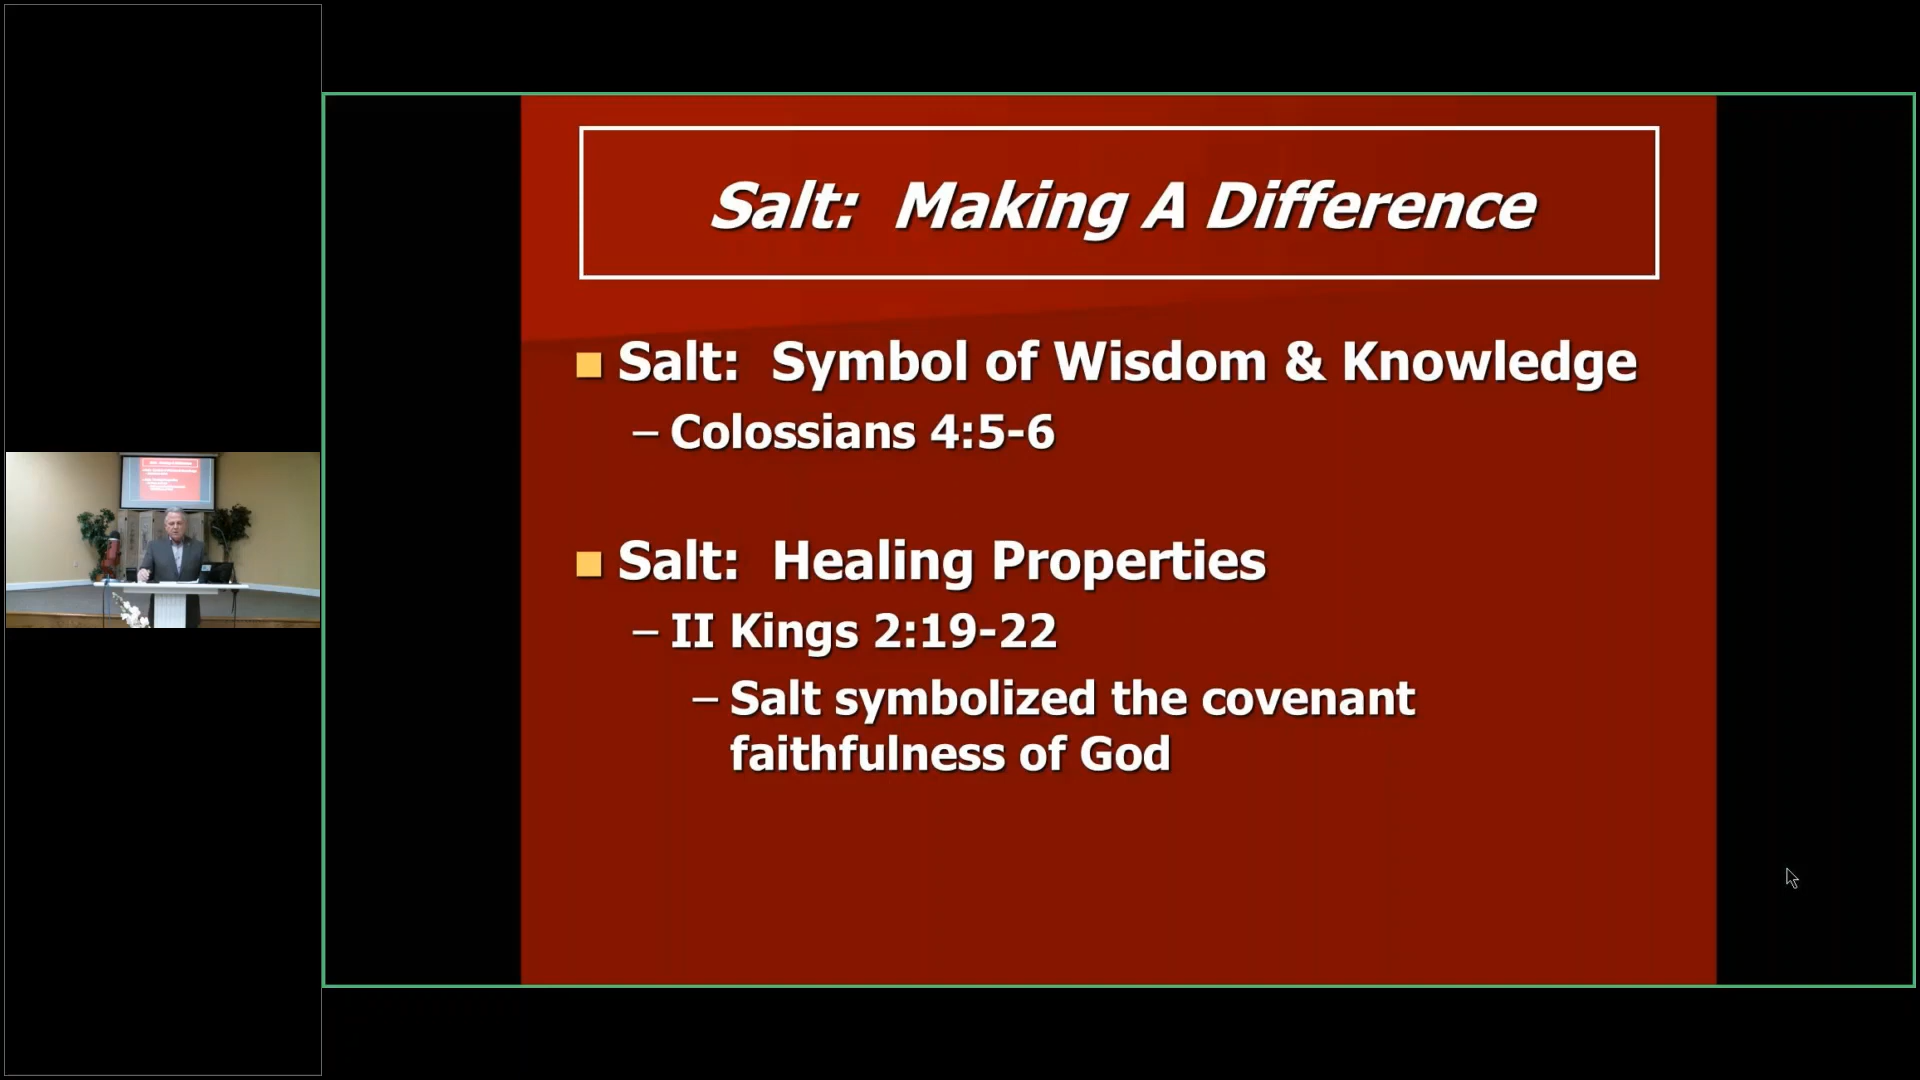 Salt: Making A Difference
Salt: Symbol of Wisdom & Knowledge
– Colossians 4:5-6
Salt: Healing Properties
– II Kings 2:19-22
– Salt symbolized the covenant
faithfulness of God